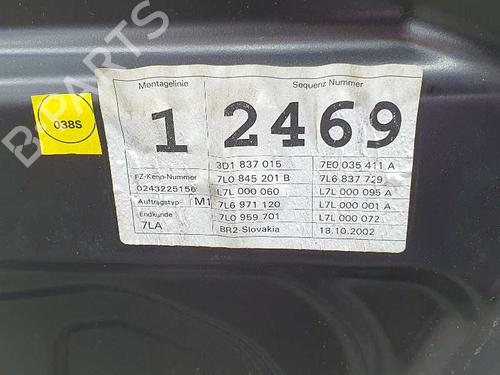 B-PARTS
038S
Montagelinie Sequenz Nummer
1 2469
3D1 837 015 7E0 035 411 A
FZ-Kenn-Nummer 7L0 845 201 B 7L6 837 729
0243225156 L7L 000 060 L7L 000 095 A
Auftragstyp: M1 7L6 971 120 L7L 000 001 A
Endkunde 7L0 959 701 L7L 000 072
7LA BR2-Slovakia 18.10.2002